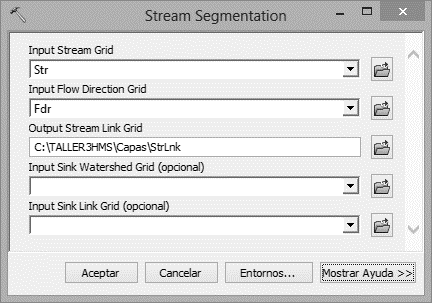 Stream Segmentation
Input Stream Grid
Str
Input Flow Direction Grid
Fdr
Output Stream Link Grid
C:\TALLER3HMS\Capas\StrLnk
Input Sink Watershed Grid (opcional)
Input Sink Link Grid (opcional)
Aceptar
Cancelar
Entornos...
Mostrar Ayuda >>